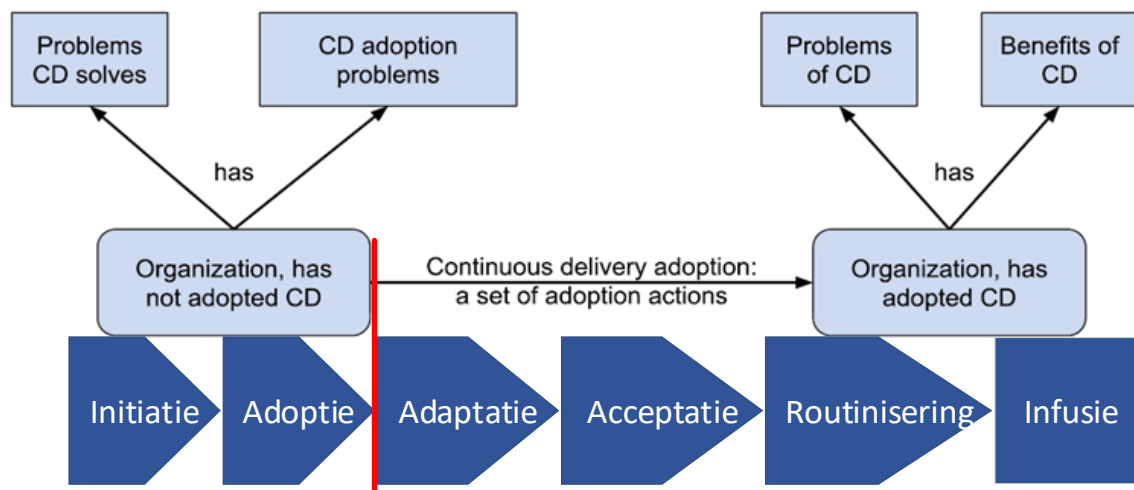 Problems
CD solves
CD adoption
problems
Problems
of CD
Benefits of
CD
has
has
Organization, has
not adopted CD
Continuous delivery adoption:
a set of adoption actions
Organization, has
adopted CD
Initiatie
Adoptie
Adaptatie
Acceptatie
Routinisering
Infusie